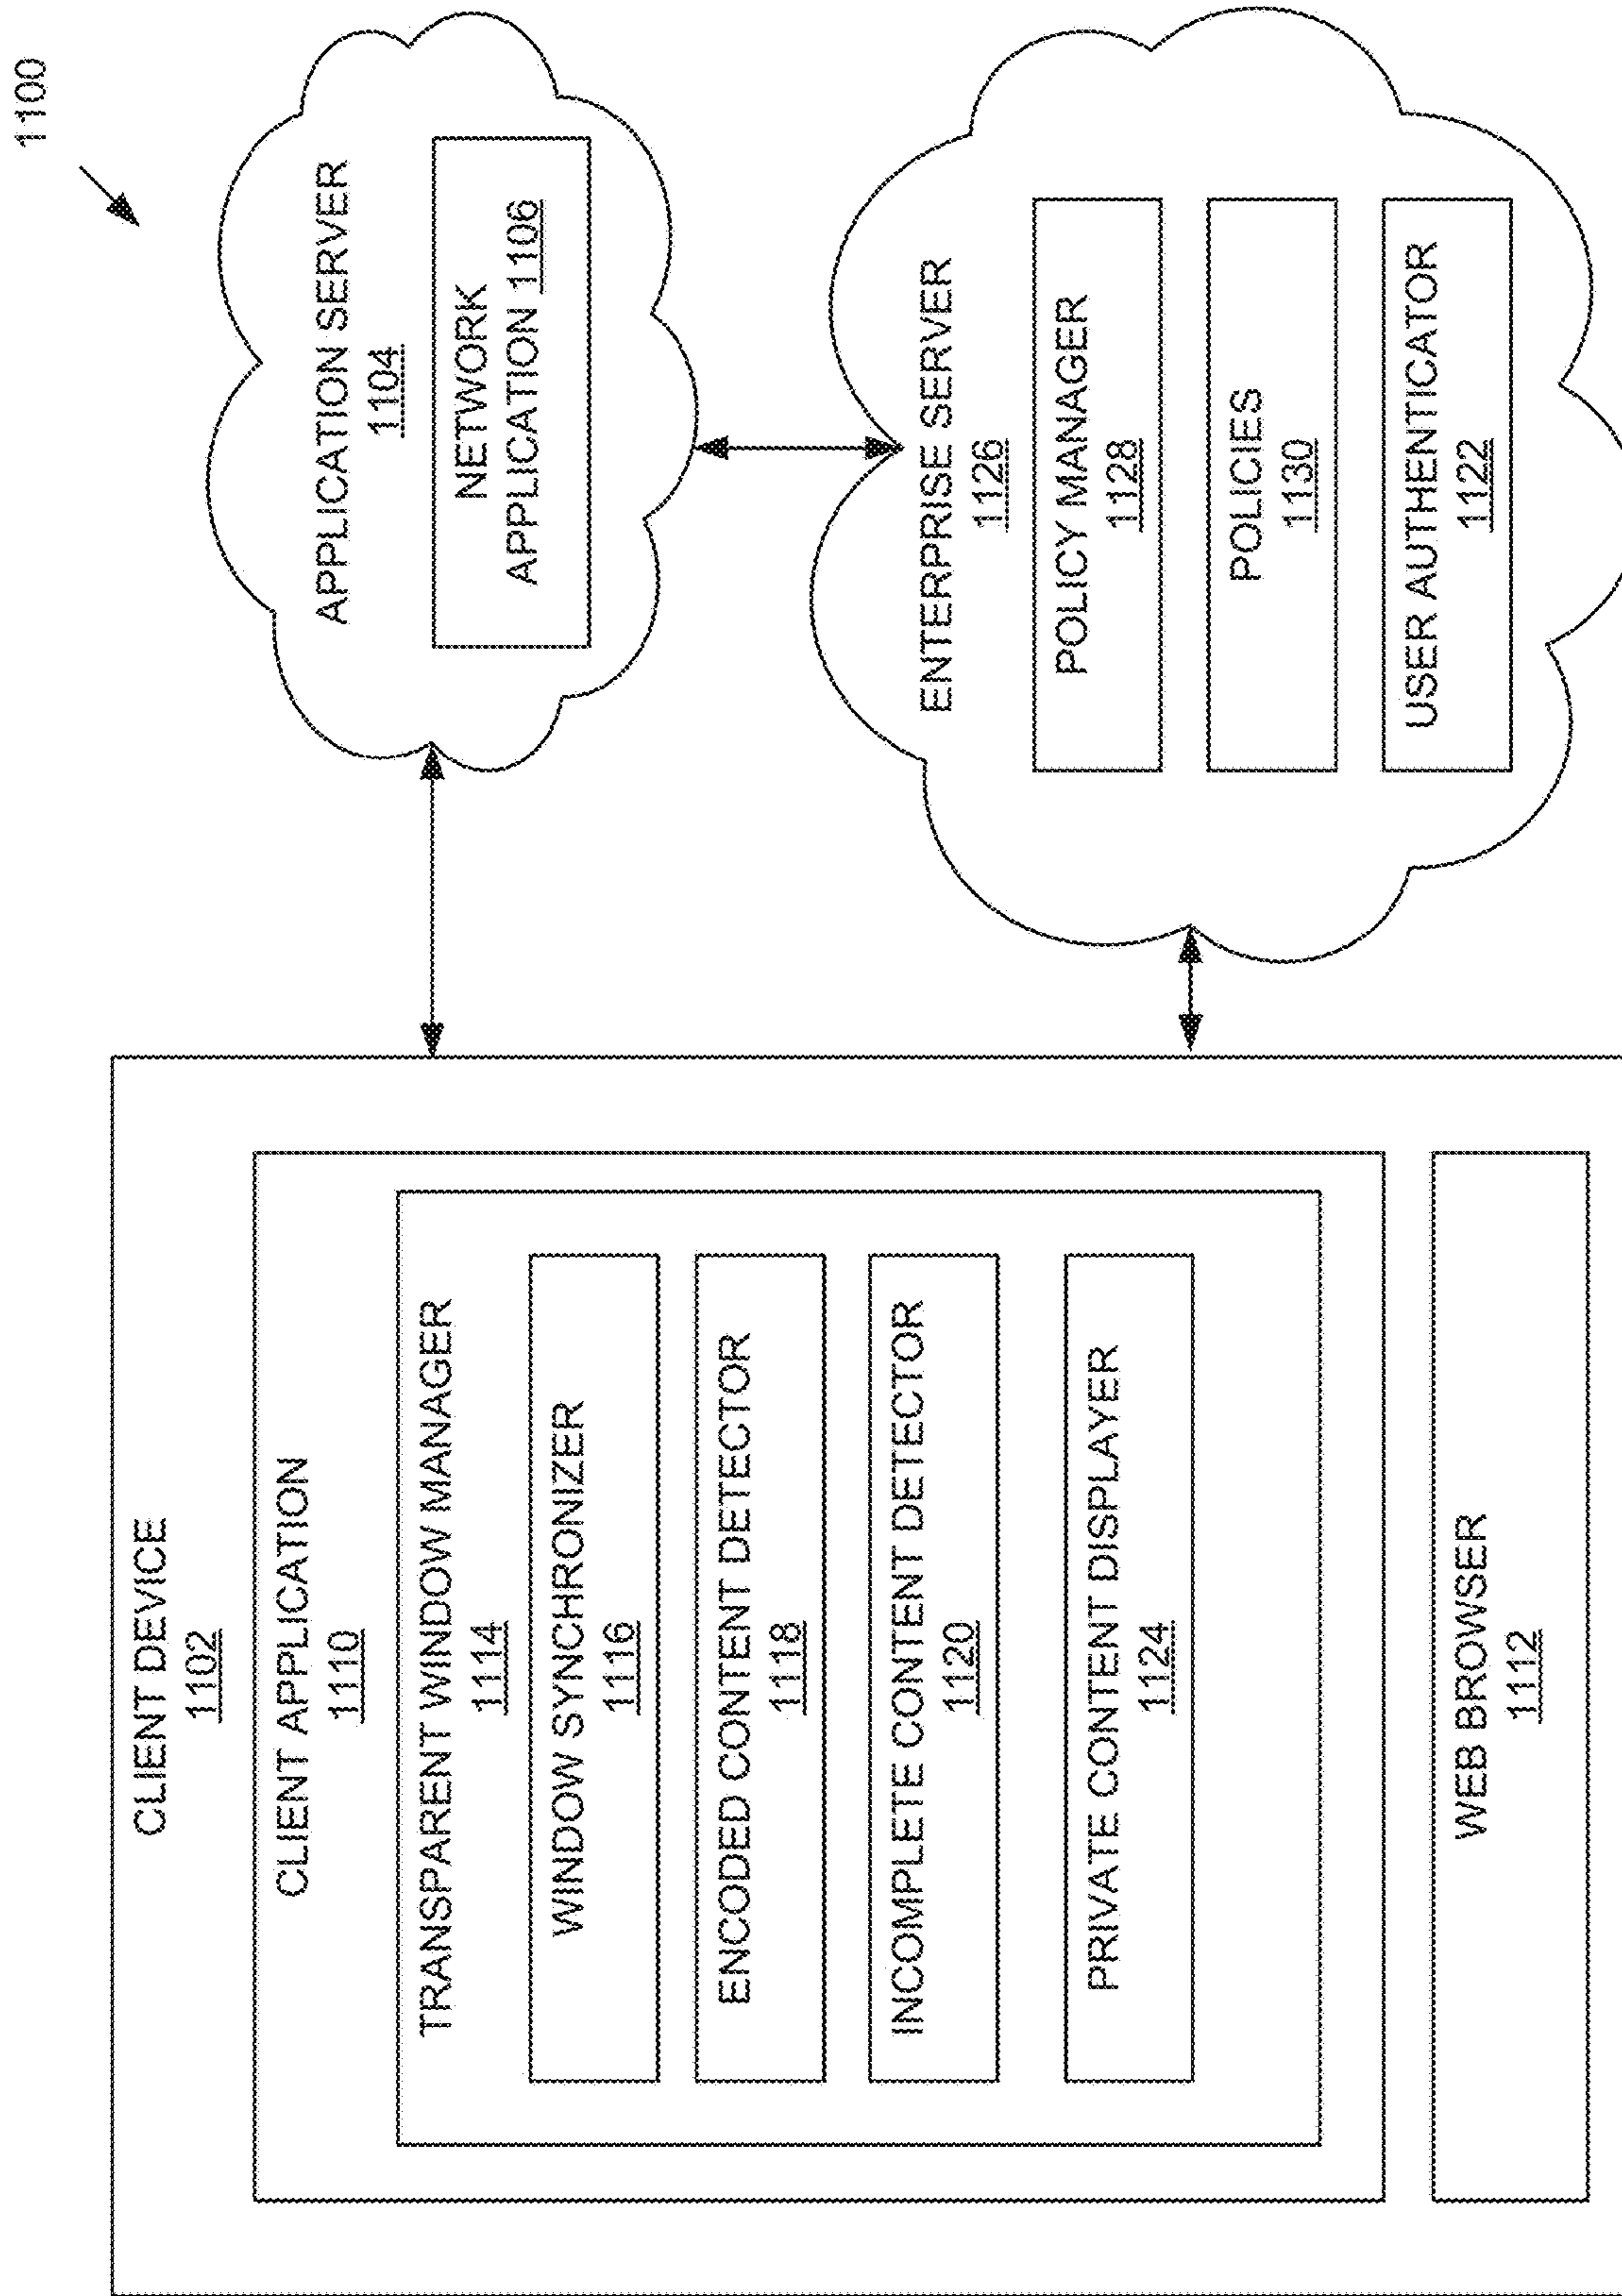 1100
CLIENT DEVICE
1102
CLIENT APPLICATION
1110
TRANSPARENT WINDOW MANAGER
1114
WINDOW SYNCHRONIZER
1116
ENCODED CONTENT DETECTOR
1118
INCOMPLETE CONTENT DETECTOR
1120
PRIVATE CONTENT DISPLAYER
1124
WEB BROWSER
1112
APPLICATION SERVER
1104
NETWORK
APPLICATION 1106
ENTERPRISE SERVER
1126
POLICY MANAGER
1128
POLICIES
1130
USER AUTHENTICATOR
1122